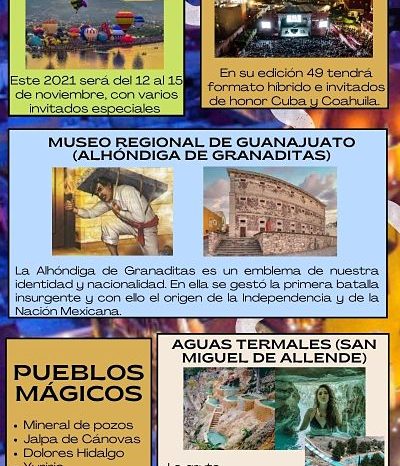 Este 2021 será del 12 al 15
de noviembre, con varios
invitados especiales
En su edición 49 tendrá
formato híbrido e invitados
de honor Cuba y Coahuila.
MUSEO REGIONAL DE GUANAJUATO
(ALHÓNDIGA DE GRANADITAS)
La Alhóndiga de Granaditas es un emblema de nuestra
identidad y nacionalidad. En ella se gestó la primera batalla
insurgente y con ello el origen de la Independencia y de la
Nación Mexicana.
PUEBLOS
MÁGICOS
Mineral de pozos
Jalpa de Cánovas
Dolores Hidalgo
Yuriria
AGUAS TERMALES (SAN
MIGUEL DE ALLENDE)
La gruta